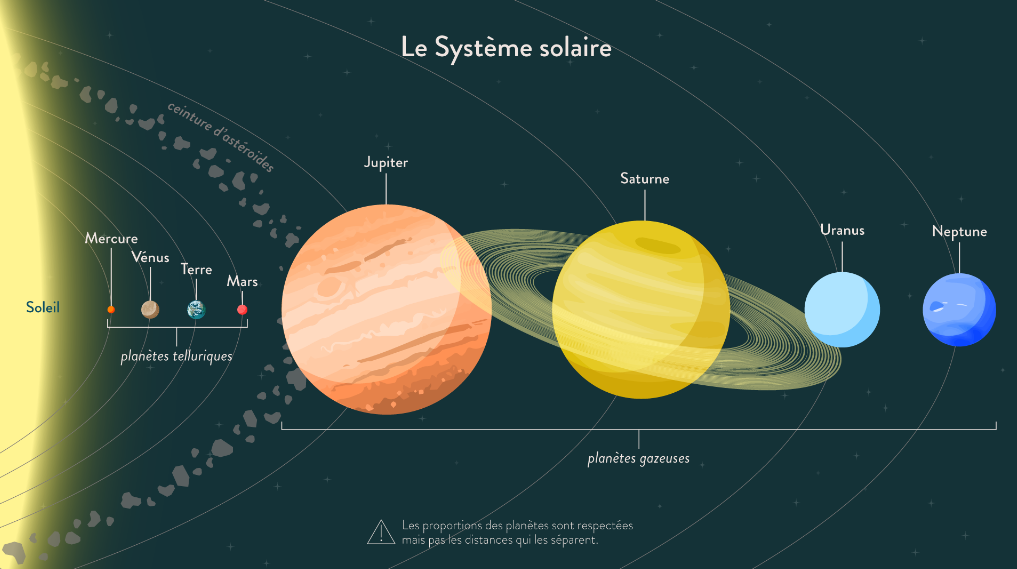 Le Système solaire
ceinture d'astéroïdes
Jupiter
Saturne
Uranus
Neptune
Mercure
Vénus
Terre
Mars
Soleil
planètes telluriques
planètes gazeuses
Les proportions des planètes sont respectées
mais pas les distances qui les séparent.